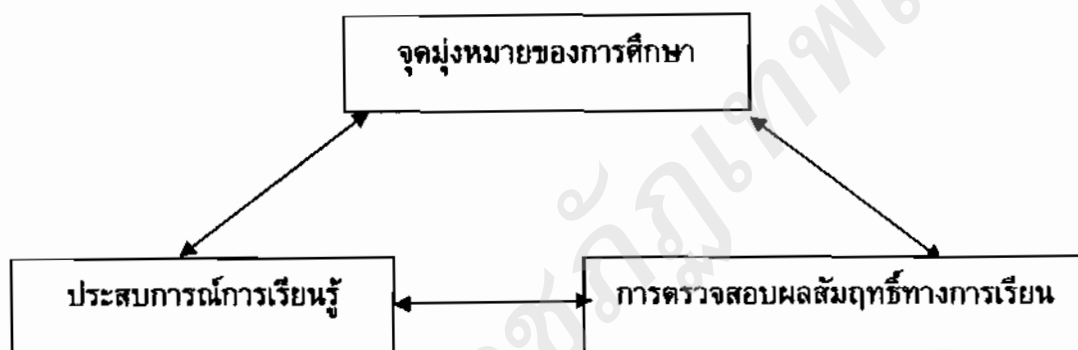 จุดมุ่งหมายของการศึกษา
ประสบการณ์การเรียนรู้
การตรวจสอบผลสัมฤทธิ์ทางการเรียน